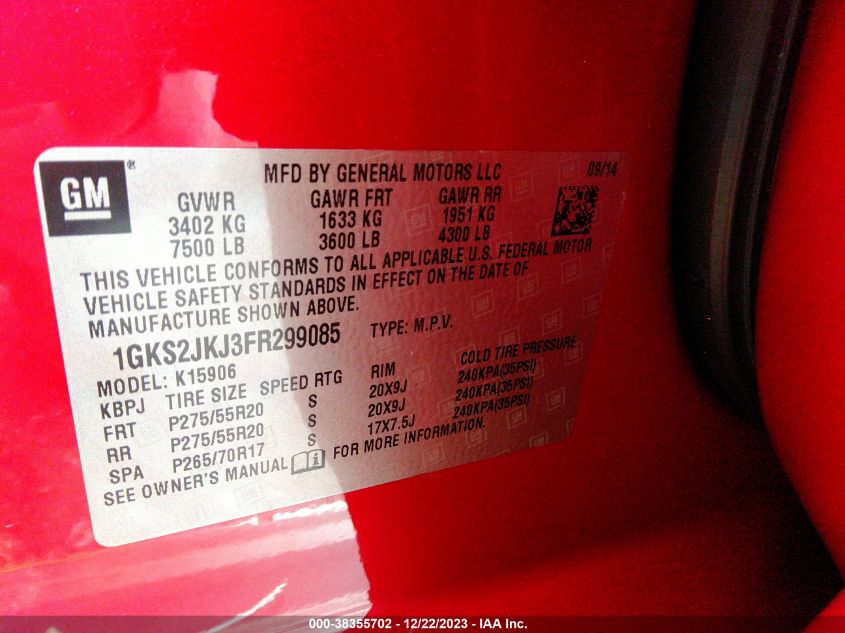 GM ®
MFD BY GENERAL MOTORS LLC 09/14
GVWR GAWR FRT GAWR RR
3402 KG 1633 KG 1951 KG
7500 LB 3600 LB 4300 LB
THIS VEHICLE CONFORMS TO ALL APPLICABLE U.S. FEDERAL MOTOR
VEHICLE SAFETY STANDARDS IN EFFECT ON THE DATE OF
MANUFACTURE SHOWN ABOVE.
1GKS2JKJ3FR299085 TYPE: M.P.V.
MODEL: K15906
KBPJ TIRE SIZE SPEED RTG RIM COLD TIRE PRESSURE
FRT P275/55R20 S 20X9J 240KPA(35PSI)
RR P275/55R20 S 20X9J 240KPA(35PSI)
SPA P265/70R17 S 17X7.5J 240KPA(35PSI)
SEE OWNER'S MANUAL FOR MORE INFORMATION.
000-38355702 - 12/22/2023 - IAA Inc.